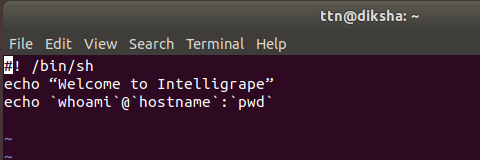 ttn@diksha: ~
File Edit View Search Terminal Help
#! /bin/sh
echo “Welcome to Intelligrape”
echo `whoami`@`hostname`:`pwd`
~
~